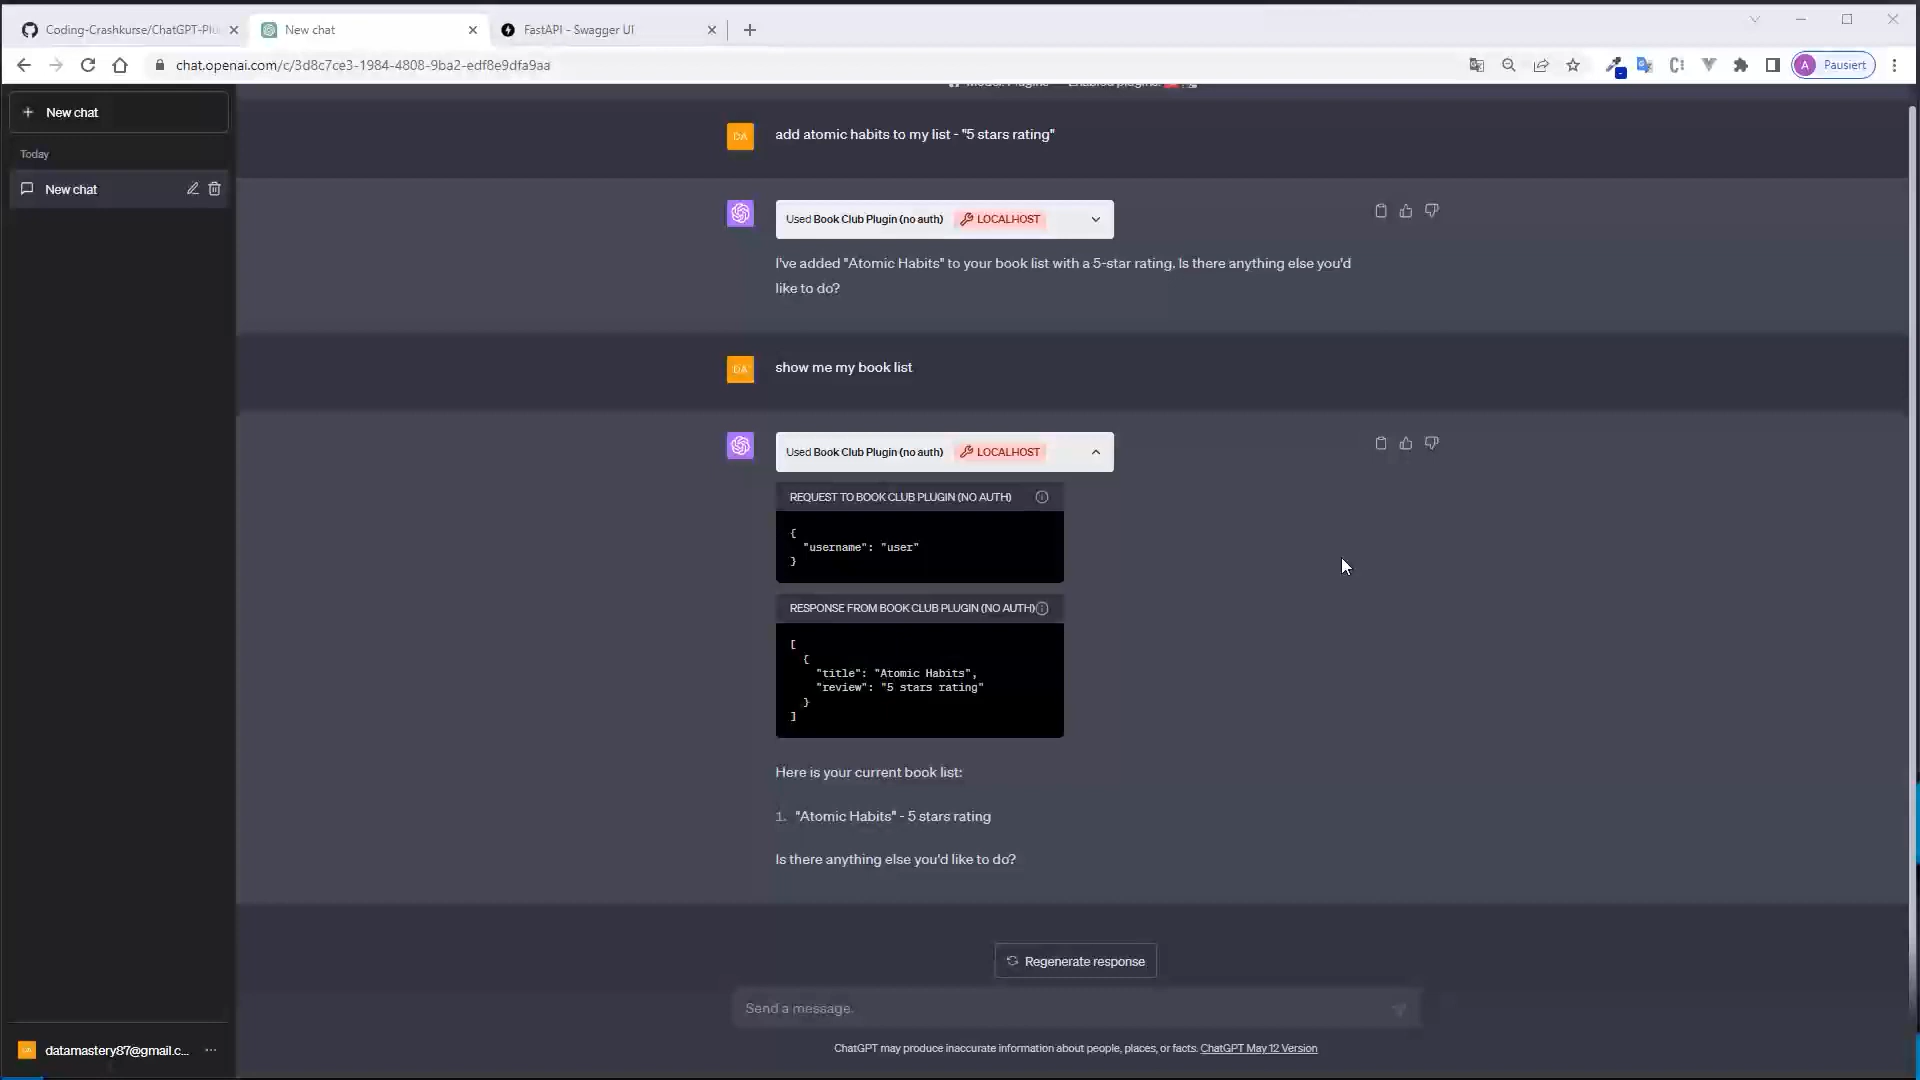 Coding-Crashkurse/ChatGPT-Plu
New chat
FastAPI - Swagger UI
chat.openai.com/c/3d8c7ce3-1984-4808-9ba2-edf8e9dfa9aa
A
Pausiert
New chat
Today
New chat
DA
add atomic habits to my list - "5 stars rating"
Used Book Club Plugin (no auth) LOCALHOST
I've added "Atomic Habits" to your book list with a 5-star rating. Is there anything else you'd
like to do?
DA
show me my book list
Used Book Club Plugin (no auth) LOCALHOST
REQUEST TO BOOK CLUB PLUGIN (NO AUTH)
{
"username": "user"
}
RESPONSE FROM BOOK CLUB PLUGIN (NO AUTH)
[
{
"title": "Atomic Habits",
"review": "5 stars rating"
}
]
Here is your current book list:
1. "Atomic Habits" - 5 stars rating
Is there anything else you'd like to do?
Regenerate response
Send a message.
ChatGPT may produce inaccurate information about people, places, or facts. ChatGPT May 12 Version
datamastery87@gmail.c...